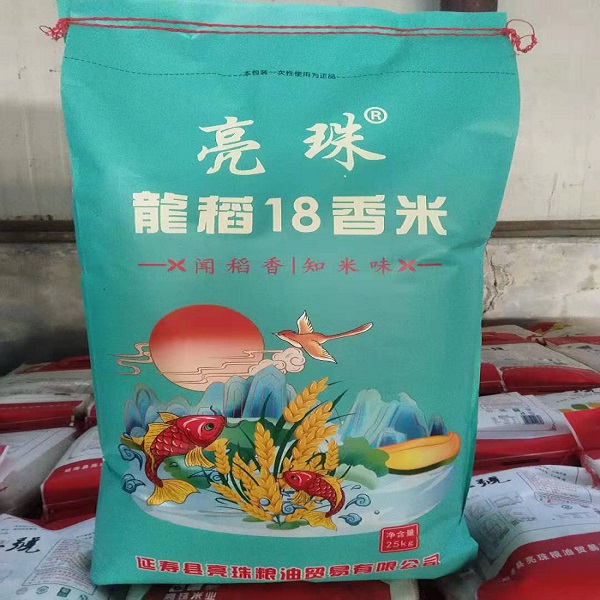 本包装一次性使用为正品
亮珠®
龍稻18香米
闻稻香|知米味
净含量
25kg
延寿县亮珠粮油贸易有限公司
號